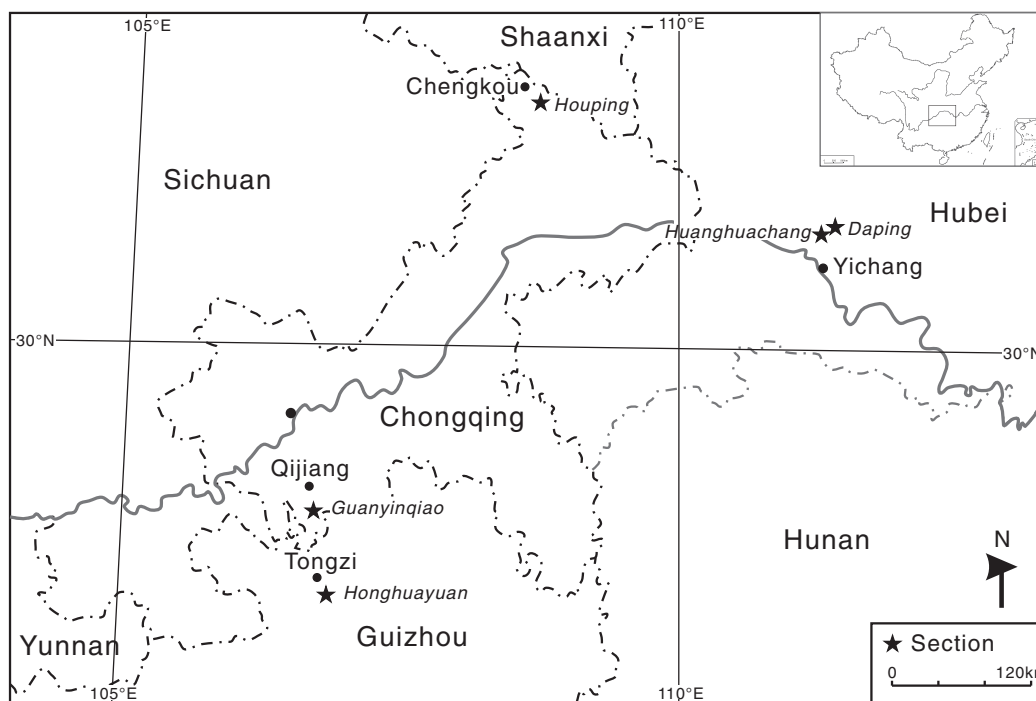 105°E
110°E
Shaanxi
Chengkou
Houping
Sichuan
Hubei
Huanghuachang
Daping
Yichang
30°N
30°N
Chongqing
Qijiang
Guanyinqiao
Hunan
N
Tongzi
Honghuayuan
Guizhou
Yunnan
Section
0
120km
105°E
110°E